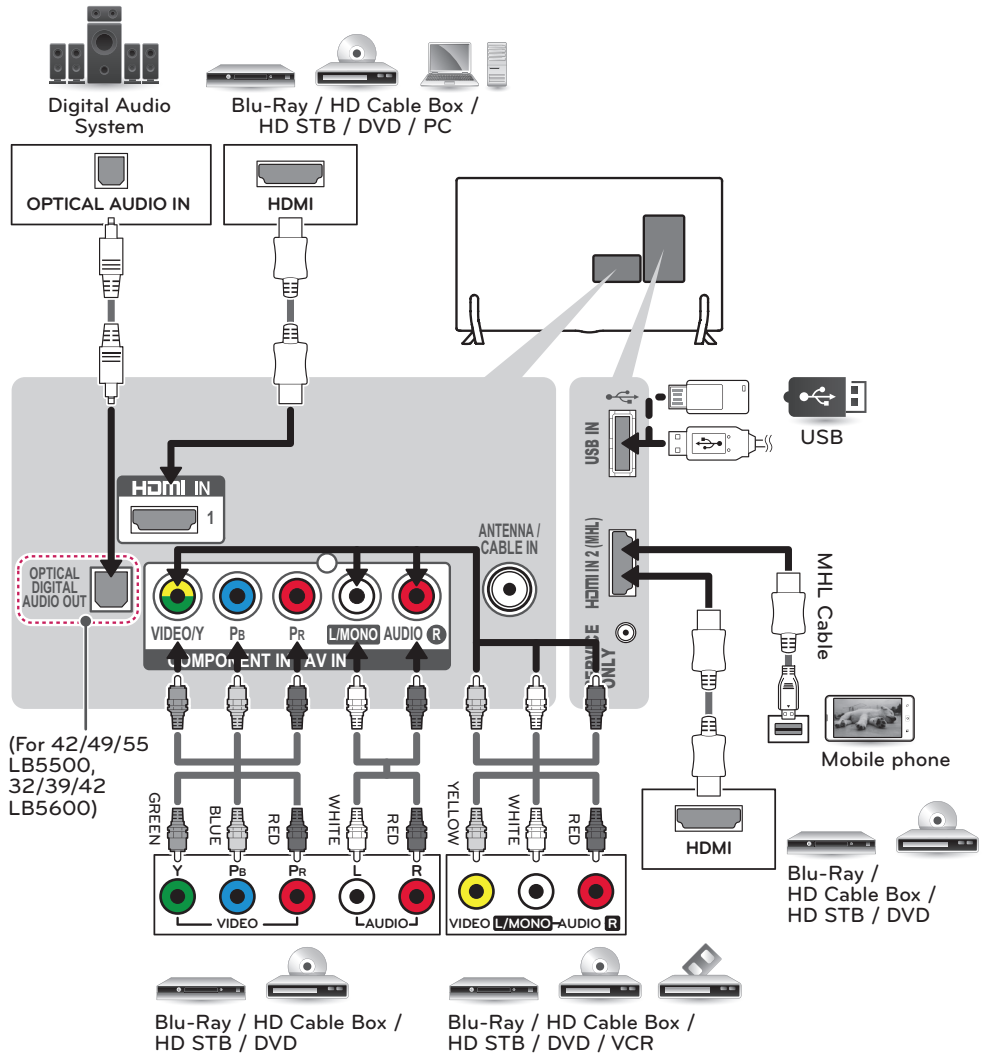 Digital Audio
System
Blu-Ray / HD Cable Box /
HD STB / DVD / PC
OPTICAL AUDIO IN
HDMI
USB IN
USB
HDMI IN
1
ANTENNA /
CABLE IN
HDMI IN 2 (MHL)
MHL Cable
OPTICAL
DIGITAL
AUDIO OUT
VIDEO/Y
PB
PR
L/MONO
AUDIO
R
COMPONENT IN / AV IN
SERVICE
ONLY
Mobile phone
(For 42/49/55
LB5500,
32/39/42
LB5600)
GREEN
BLUE
RED
WHITE
RED
YELLOW
WHITE
RED
HDMI
Y
PB
PR
L
R
VIDEO
AUDIO
VIDEO
L/MONO
AUDIO
R
Blu-Ray /
HD Cable Box /
HD STB / DVD
Blu-Ray / HD Cable Box /
HD STB / DVD
Blu-Ray / HD Cable Box /
HD STB / DVD / VCR